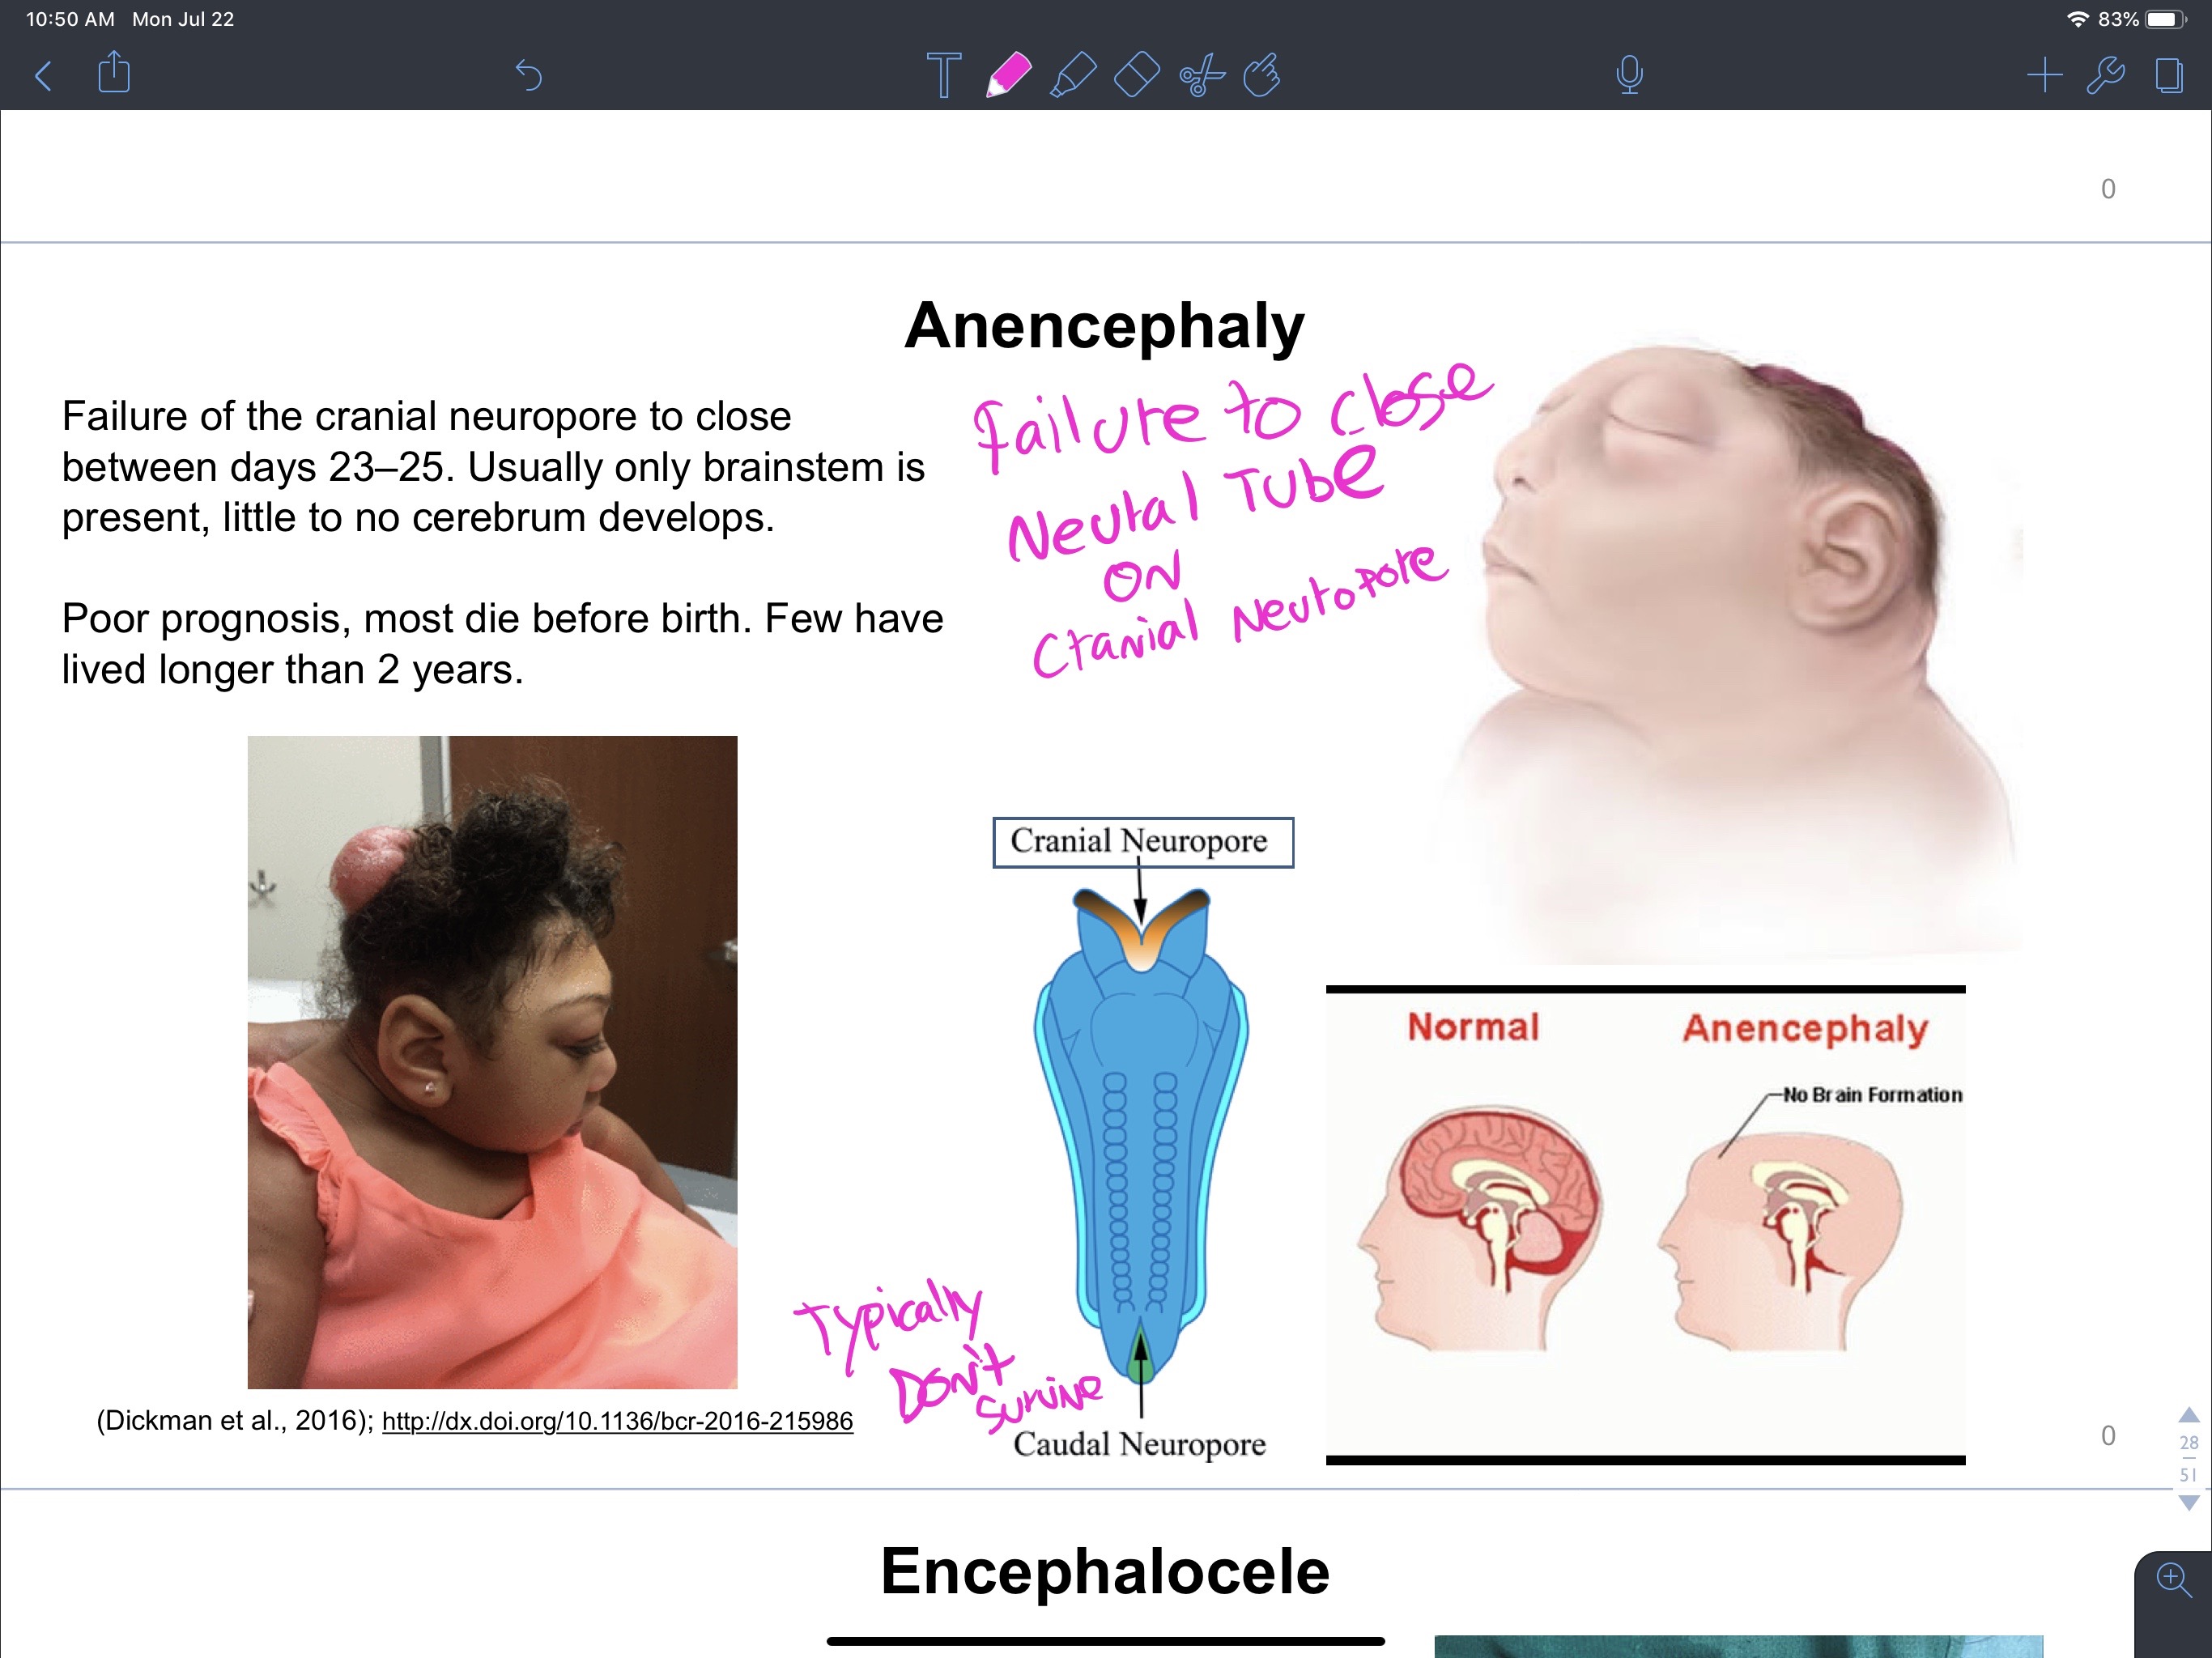 10:50 AM Mon Jul 22
83%
T
0
Anencephaly
Failure of the cranial neuropore to close
between days 23–25. Usually only brainstem is
present, little to no cerebrum develops.
Poor prognosis, most die before birth. Few have
lived longer than 2 years.
Failure to close
Neural Tube
ON
Cranial Neuropore
Cranial Neuropore
Normal
Anencephaly
No Brain Formation
Typically
Don't
Survive
(Dickman et al., 2016); http://dx.doi.org/10.1136/bcr-2016-215986
Caudal Neuropore
0
28
51
Encephalocele